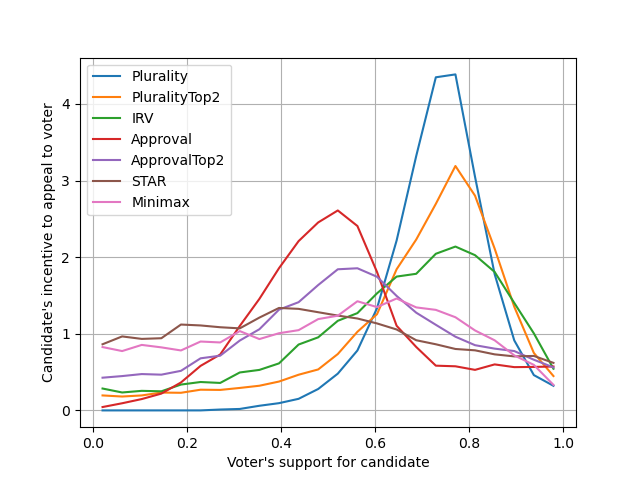 Plurality
PluralityTop2
IRV
Approval
ApprovalTop2
STAR
Minimax
4
3
2
1
0
0.0 0.2 0.4 0.6 0.8 1.0
Voter's support for candidate
Candidate's incentive to appeal to voter